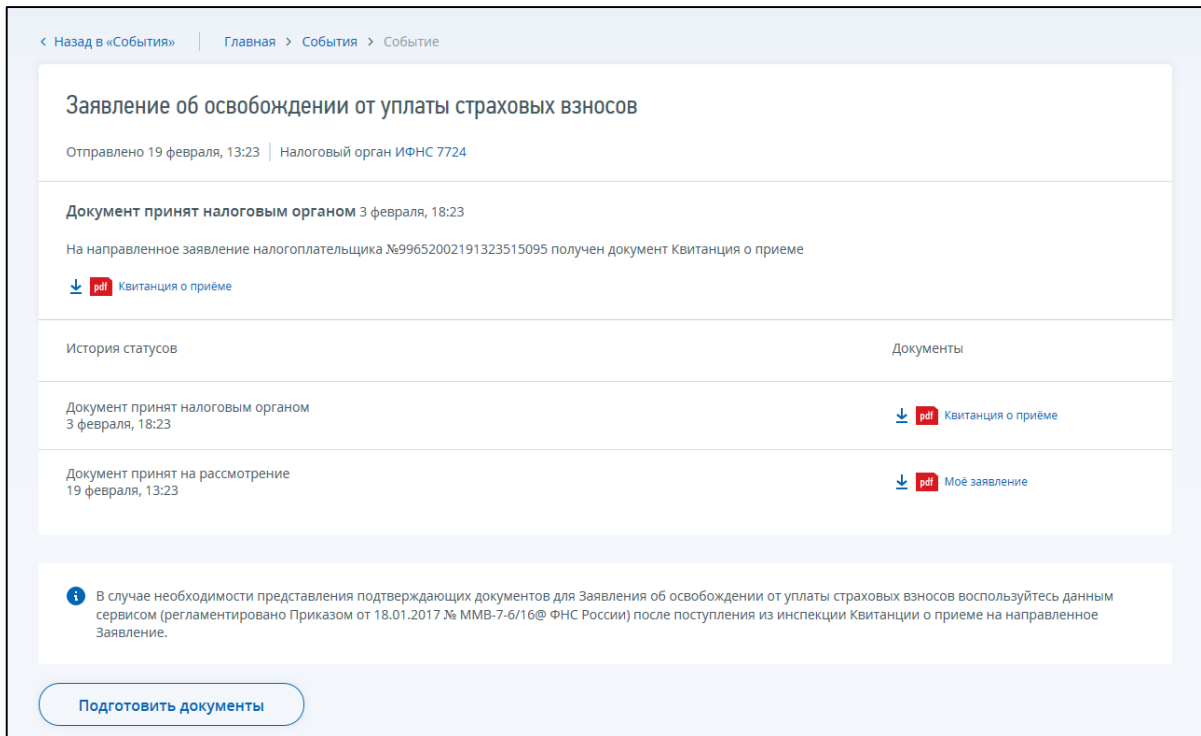 Назад в «События» Главная > События > Событие
Заявление об освобождении от уплаты страховых взносов
Отправлено 19 февраля, 13:23 Налоговый орган ИФНС 7724
Документ принят налоговым органом 3 февраля, 18:23
На направленное заявление налогоплательщика №99652002191323515095 получен документ Квитанция о приеме
pdf Квитанция о приёме
История статусов Документы
Документ принят налоговым органом
3 февраля, 18:23
pdf Квитанция о приёме
Документ принят на рассмотрение
19 февраля, 13:23
pdf Моё заявление
В случае необходимости представления подтверждающих документов для Заявления об освобождении от уплаты страховых взносов воспользуйтесь данным
сервисом (регламентировано Приказом от 18.01.2017 № ММВ-7-6/16@ ФНС России) после поступления из инспекции Квитанции о приеме на направленное
Заявление.
Подготовить документы